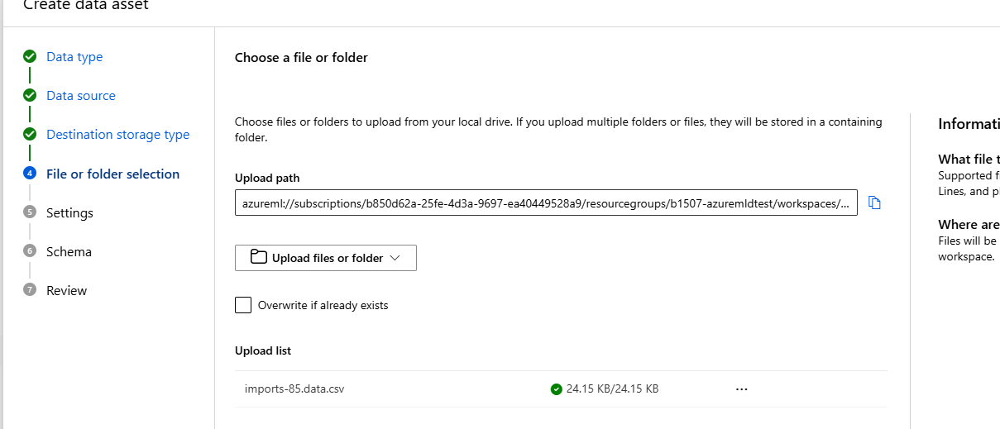 Create data asset
Data type
Data source
Destination storage type
4 File or folder selection
5 Settings
6 Schema
7 Review
Choose a file or folder
Choose files or folders to upload from your local drive. If you upload multiple folders or files, they will be stored in a containing
folder.
Upload path
azureml://subscriptions/b850d62a-25fe-4d3a-9697-ea40449528a9/resourcegroups/b1507-azuremldtest/workspaces/...
Upload files or folder
Overwrite if already exists
Upload list
imports-85.data.csv 24.15 KB/24.15 KB ...
What file
Supported
Lines, and
Where are
Files will be
workspace.